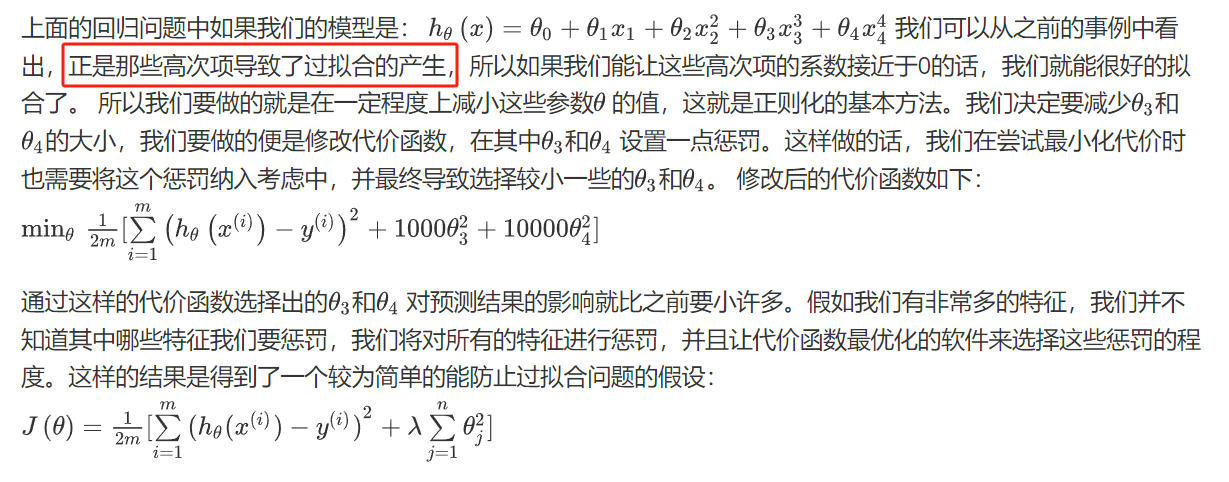 上面的回归问题中如果我们的模型是： $h_\theta(x) = \theta_0 + \theta_1 x_1 + \theta_2 x_2^2 + \theta_3 x_3^3 + \theta_4 x_4^4$ 我们可以从之前的事例中看
出，正是那些高次项导致了过拟合的产生，所以如果我们能让这些高次项的系数接近于0的话，我们就能很好的拟
合了。 所以我们要做的就是在一定程度上减小这些参数$\theta$ 的值，这就是正则化的基本方法。我们决定要减少$\theta_3$和
$\theta_4$的大小，我们要做的便是修改代价函数，在其中$\theta_3$和$\theta_4$ 设置一点惩罚。这样做的话，我们在尝试最小化代价时
也需要将这个惩罚纳入考虑中，并最终导致选择较小一些的$\theta_3$和$\theta_4$。 修改后的代价函数如下：
$\min_\theta \frac{1}{2m}[\sum_{i=1}^{m}(h_\theta(x^{(i)}) - y^{(i)})^2 + 1000\theta_3^2 + 10000\theta_4^2]$
通过这样的代价函数选择出的$\theta_3$和$\theta_4$ 对预测结果的影响就比之前要小许多。假如我们有非常多的特征，我们并不
知道其中哪些特征我们要惩罚，我们将对所有的特征进行惩罚，并且让代价函数最优化的软件来选择这些惩罚的程
度。这样的结果是得到了一个较为简单的能防止过拟合问题的假设：
$J(\theta) = \frac{1}{2m}[\sum_{i=1}^{m}(h_\theta(x^{(i)}) - y^{(i)})^2 + \lambda\sum_{j=1}^{n}\theta_j^2]$